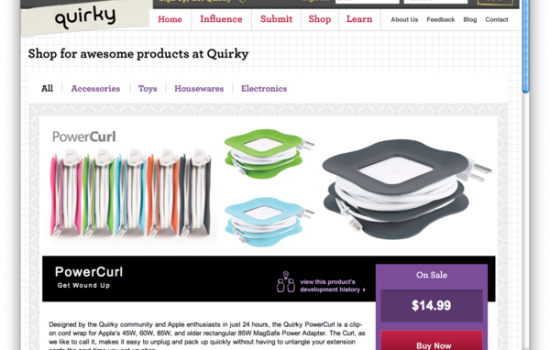 quirky
Home Influence Submit Shop Learn About Us Feedback Blog Contact
Shop for awesome products at Quirky
All Accessories Toys Housewares Electronics
PowerCurl
PowerCurl
Get Wound Up
view this product's
development history
On Sale
$14.99
Buy Now
Designed by the Quirky community and Apple enthusiasts in just 24 hours, the Quirky PowerCurl is a clip-
on cord wrap for Apple's 45W, 60W, 85W, and older rectangular 85W MagSafe Power Adapter. The Curl, as
we like to call it, makes it easy to unplug and pack up quickly without having to untangle your extension